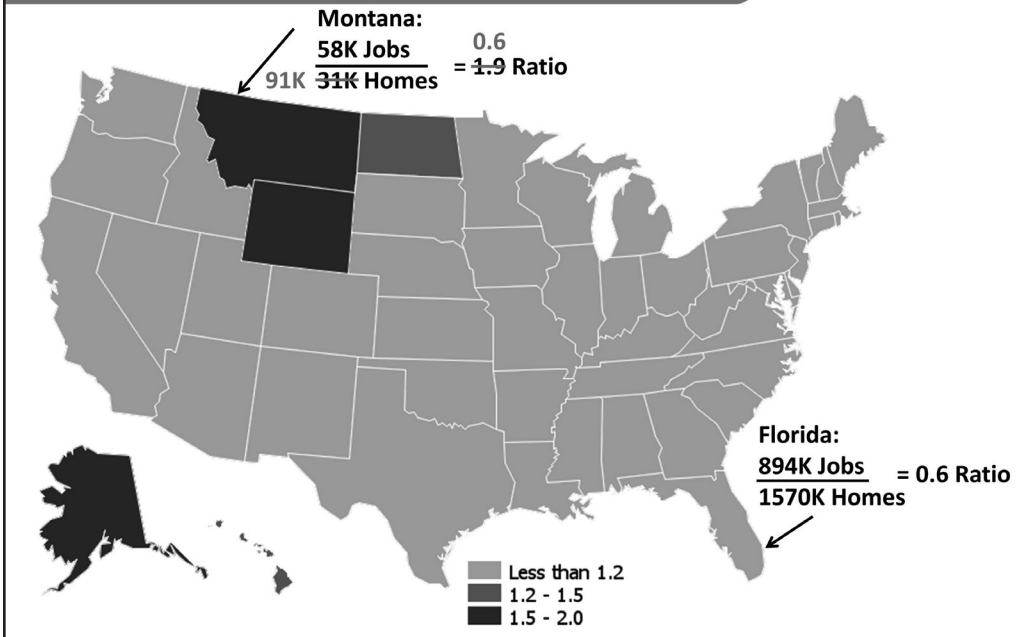 Montana:
58K Jobs
91K 31K Homes
0.6
= 1.9 Ratio
Florida:
894K Jobs
1570K Homes
= 0.6 Ratio
Less than 1.2
1.2 - 1.5
1.5 - 2.0